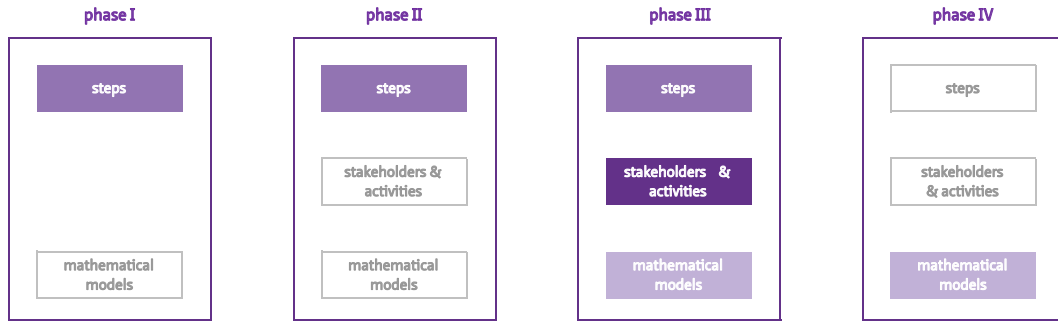 phase I
steps
mathematical
models
phase II
steps
stakeholders &
activities
mathematical
models
phase III
steps
stakeholders &
activities
mathematical
models
phase IV
steps
stakeholders
& activities
mathematical
models